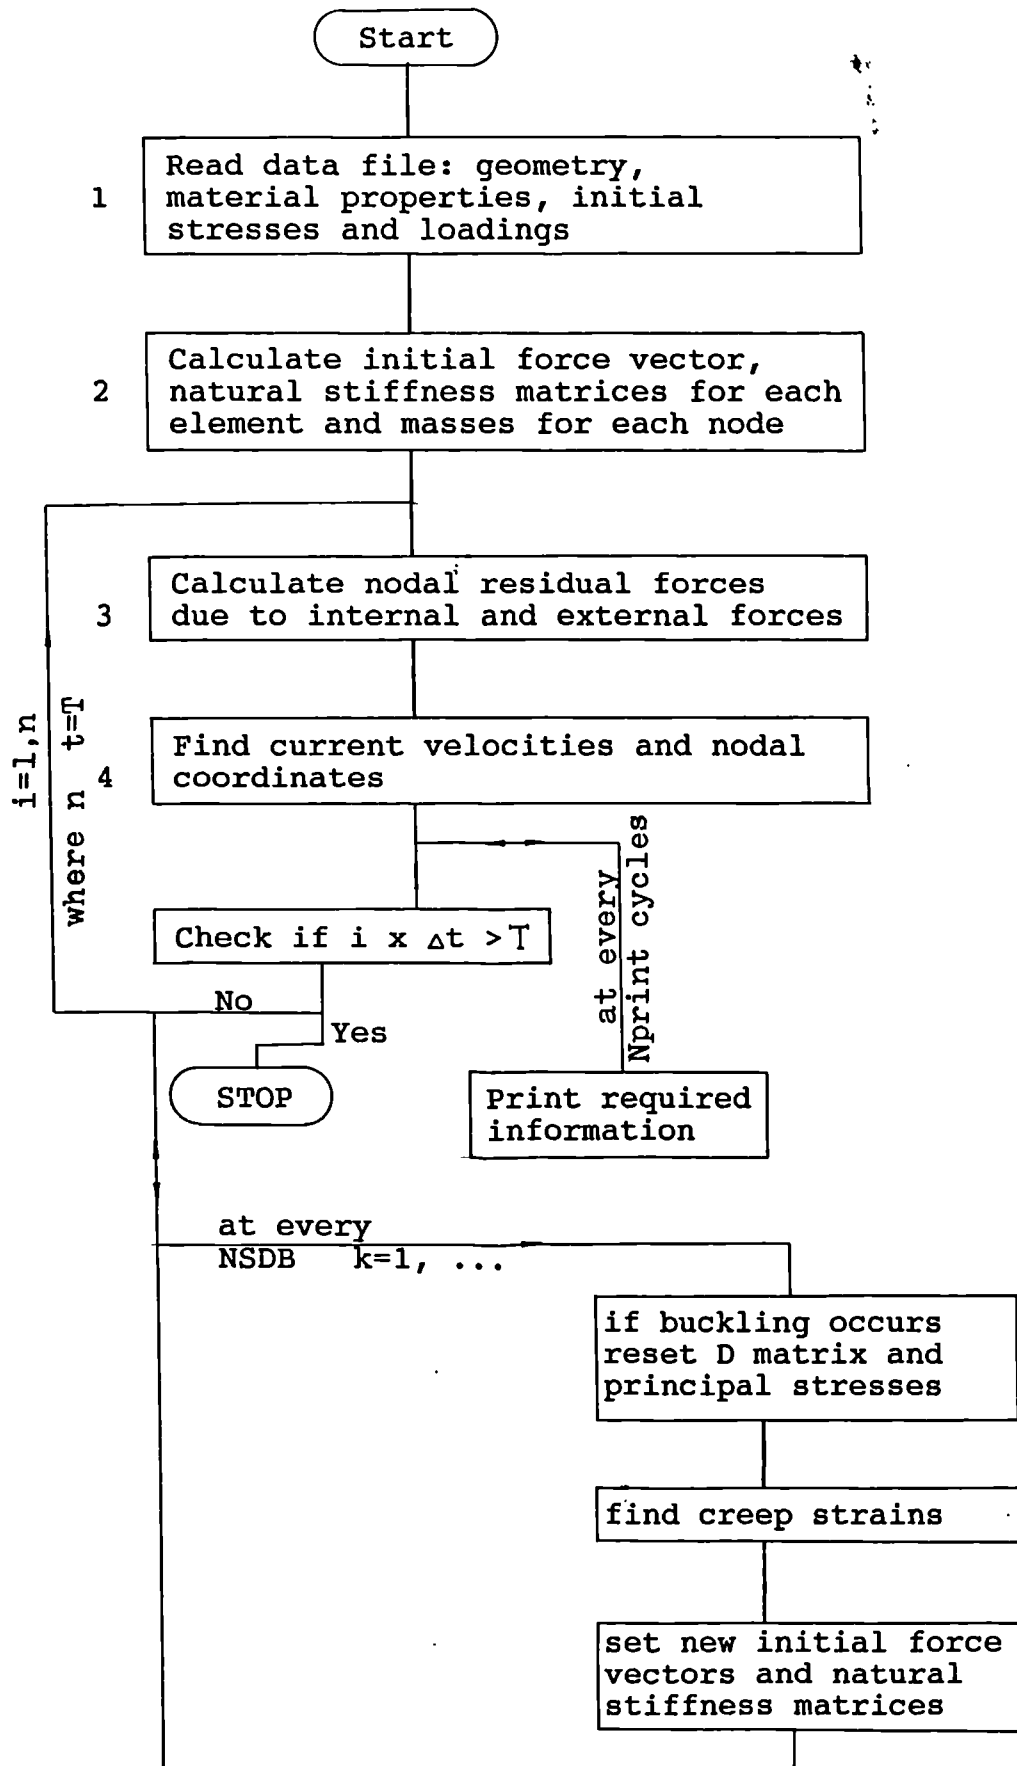 Start
1
Read data file: geometry,
material properties, initial
stresses and loadings
2
Calculate initial force vector,
natural stiffness matrices for each
element and masses for each node
3
Calculate nodal residual forces
due to internal and external forces
4
Find current velocities and nodal
coordinates
i=1,n
where n t=T
at every
Nprint cycles
Check if i x Δt >T
No
Yes
STOP
Print required
information
at every
NSDB k=1, ...
if buckling occurs
reset D matrix and
principal stresses
find creep strains
set new initial force
vectors and natural
stiffness matrices